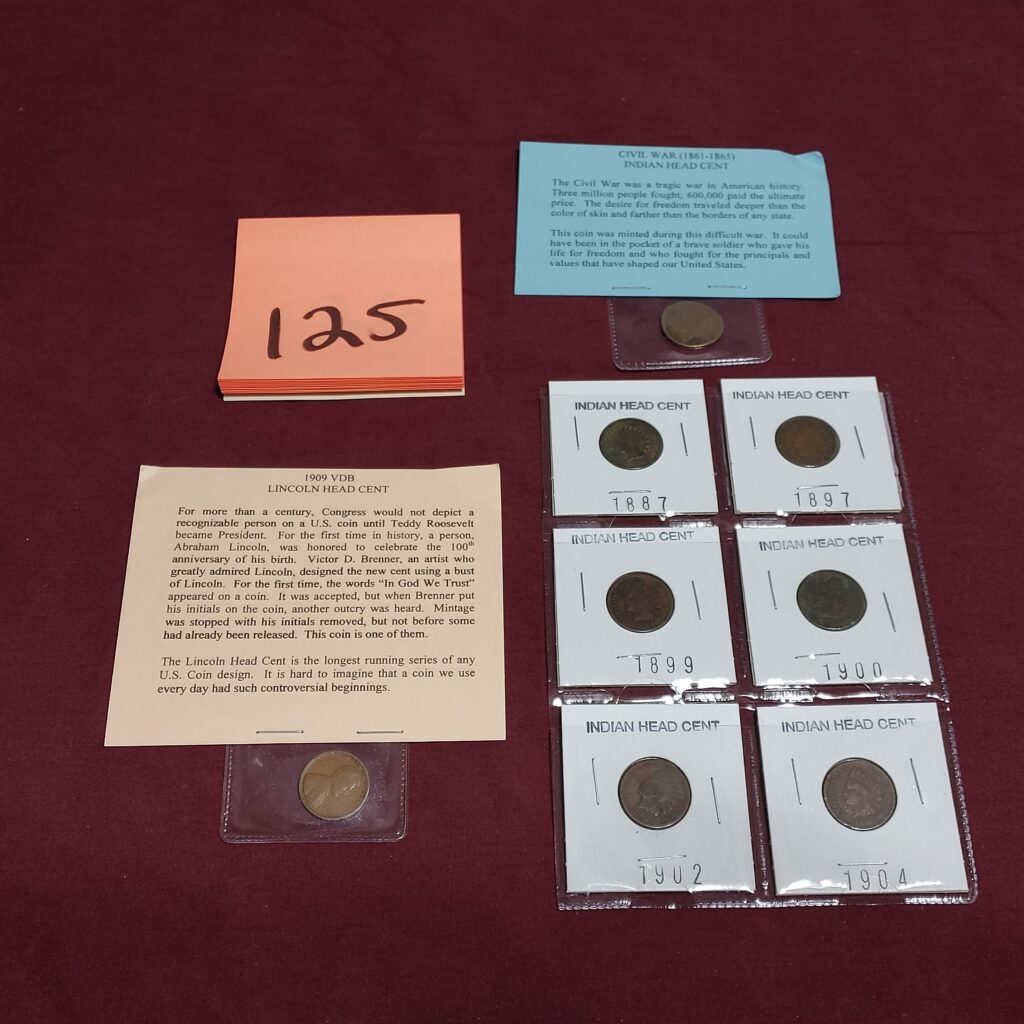 CIVIL WAR (1861-1865)
INDIAN HEAD CENT
The Civil War was a tragic war in American history.
Three million people fought; 600,000 paid the ultimate
price. The desire for freedom traveled deeper than the
color of skin and farther than the borders of any state.
This coin was minted during this difficult war. It could
have been in the pocket of a brave soldier who gave his
life for freedom and who fought for the principals and
values that have shaped our United States.
125
INDIAN HEAD CENT
1887
INDIAN HEAD CENT
1897
1909 VDB
LINCOLN HEAD CENT
For more than a century, Congress would not depict a
recognizable person on a U.S. coin until Teddy Roosevelt
became President. For the first time in history, a person,
Abraham Lincoln, was honored to celebrate the 100th
anniversary of his birth. Victor D. Brenner, an artist who
greatly admired Lincoln, designed the new cent using a bust
of Lincoln. For the first time, the words "In God We Trust"
appeared on a coin. It was accepted, but when Brenner put
his initials on the coin, another outcry was heard. Mintage
was stopped with his initials removed, but not before some
had already been released. This coin is one of them.
The Lincoln Head Cent is the longest running series of any
U.S. Coin design. It is hard to imagine that a coin we use
every day had such controversial beginnings.
INDIAN HEAD CENT
1899
INDIAN HEAD CENT
1900
INDIAN HEAD CENT
1902
INDIAN HEAD CENT
1904